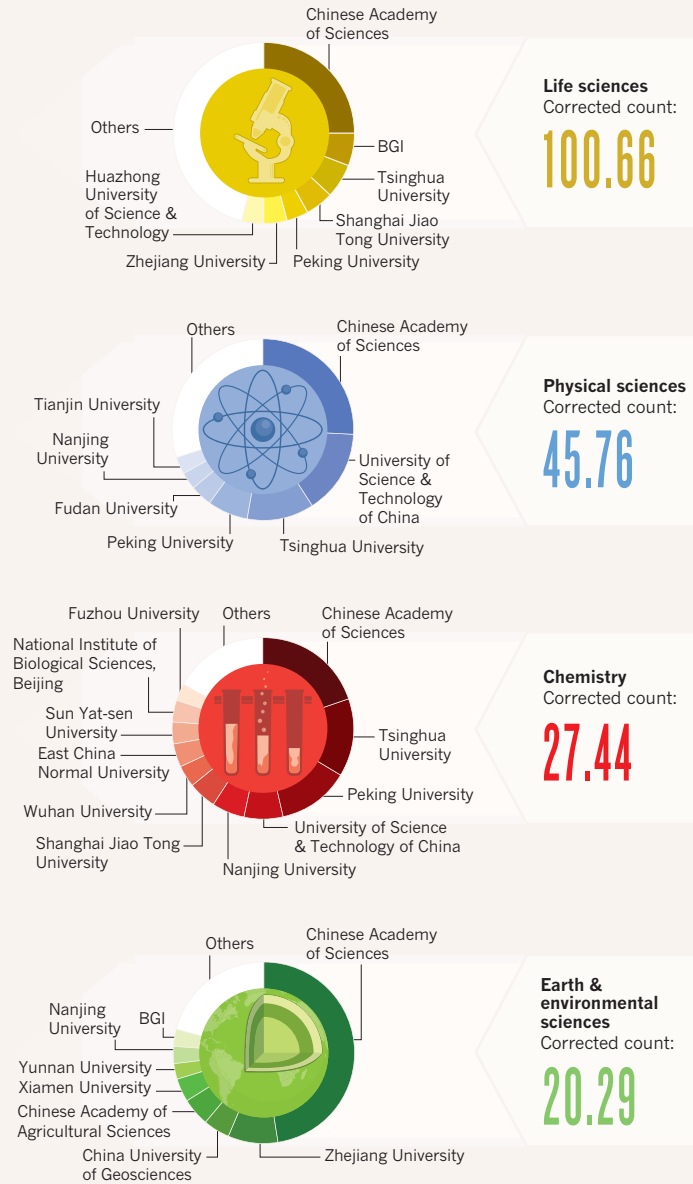 Chinese Academy
of Sciences
Others
BGI
Tsinghua
University
Huazhong
University
of Science &
Technology
Shanghai Jiao
Tong University
Zhejiang University
Peking University
Life sciences
Corrected count:
100.66
Others
Chinese Academy
of Sciences
Tianjin University
Nanjing
University
Fudan University
Peking University
University of
Science &
Technology
of China
Tsinghua University
Physical sciences
Corrected count:
45.76
Fuzhou University
Others
Chinese Academy
of Sciences
National Institute of
Biological Sciences,
Beijing
Sun Yat-sen
University
East China
Normal University
Wuhan University
Shanghai Jiao Tong
University
Tsinghua
University
Peking University
University of Science
& Technology of China
Nanjing University
Chemistry
Corrected count:
27.44
Others
Chinese Academy
of Sciences
Nanjing
University
BGI
Yunnan University
Xiamen University
Chinese Academy of
Agricultural Sciences
China University
of Geosciences
Zhejiang University
Earth &
environmental
sciences
Corrected count:
20.29